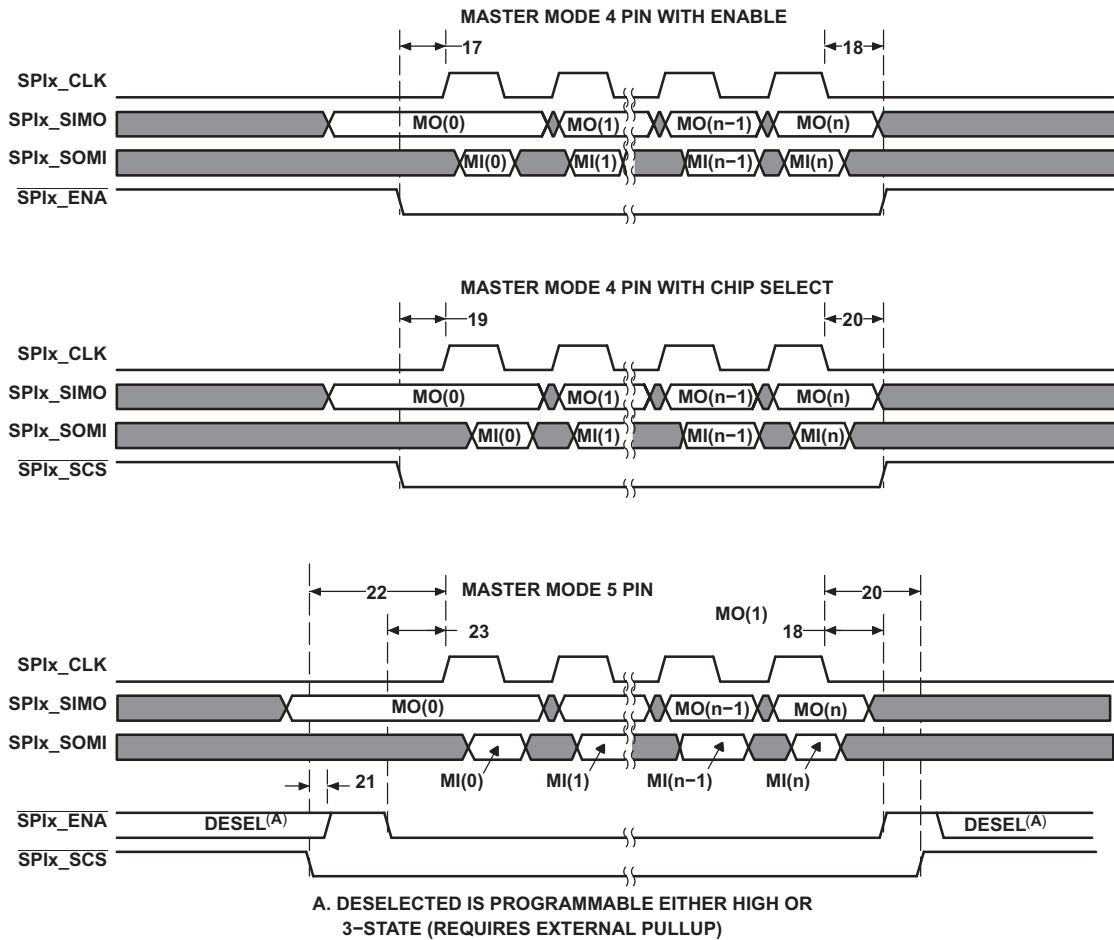 MASTER MODE 4 PIN WITH ENABLE
17
18
SPIx_CLK
SPIx_SIMO
MO(0)
MO(1)
MO(n−1)
MO(n)
SPIx_SOMI
MI(0)
MI(1)
MI(n−1)
MI(n)
SPIx_ENA
MASTER MODE 4 PIN WITH CHIP SELECT
19
20
SPIx_CLK
SPIx_SIMO
MO(0)
MO(1)
MO(n−1)
MO(n)
SPIx_SOMI
MI(0)
MI(1)
MI(n−1)
MI(n)
SPIx_SCS
22
MASTER MODE 5 PIN
20
MO(1)
23
18
SPIx_CLK
SPIx_SIMO
MO(0)
MO(n−1)
MO(n)
SPIx_SOMI
MI(0)
MI(1)
MI(n−1)
MI(n)
21
SPIx_ENA
DESEL(A)
DESEL(A)
SPIx_SCS
A. DESELECTED IS PROGRAMMABLE EITHER HIGH OR
3−STATE (REQUIRES EXTERNAL PULLUP)